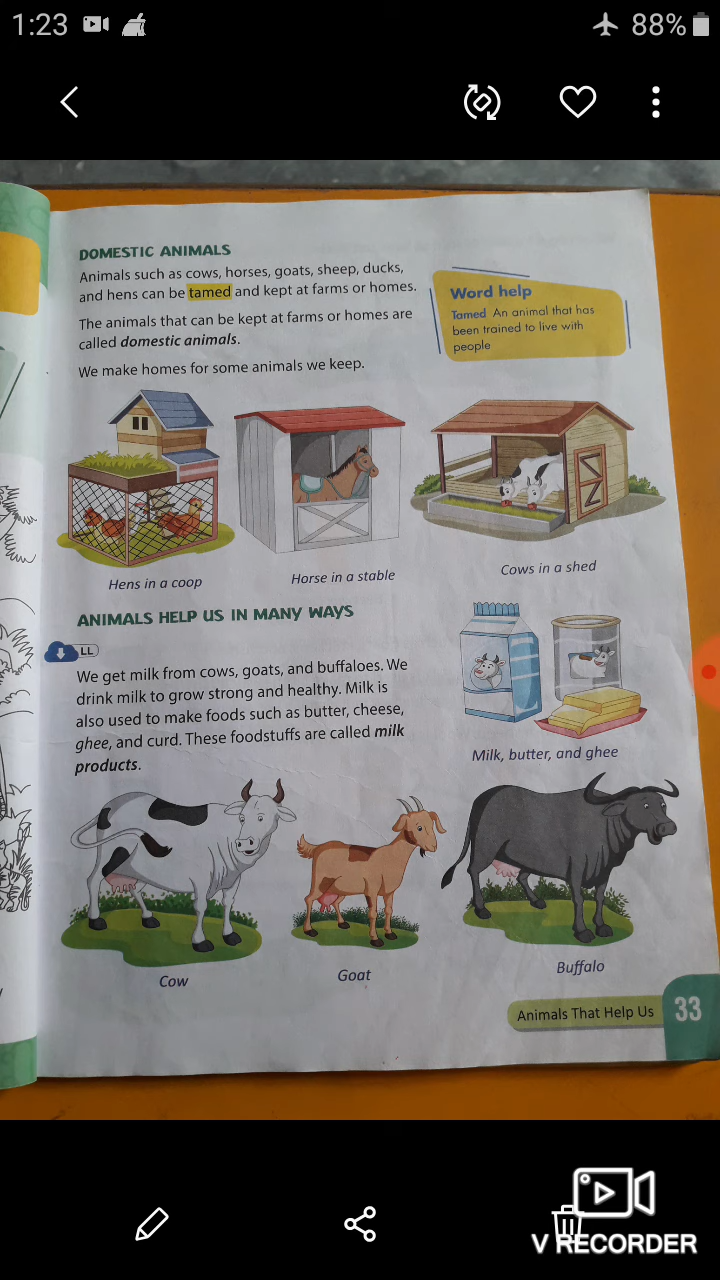 1:23
88%
DOMESTIC ANIMALS
Animals such as cows, horses, goats, sheep, ducks,
and hens can be tamed and kept at farms or homes.
The animals that can be kept at farms or homes are
called domestic animals.
We make homes for some animals we keep.
Word help
Tamed An animal that has
been trained to live with
people
Hens in a coop
Horse in a stable
Cows in a shed
ANIMALS HELP US IN MANY WAYS
LL
We get milk from cows, goats, and buffaloes. We
drink milk to grow strong and healthy. Milk is
also used to make foods such as butter, cheese,
ghee, and curd. These foodstuffs are called milk
products.
Milk, butter, and ghee
Cow
Goat
Buffalo
Animals That Help Us
33
V RECORDER